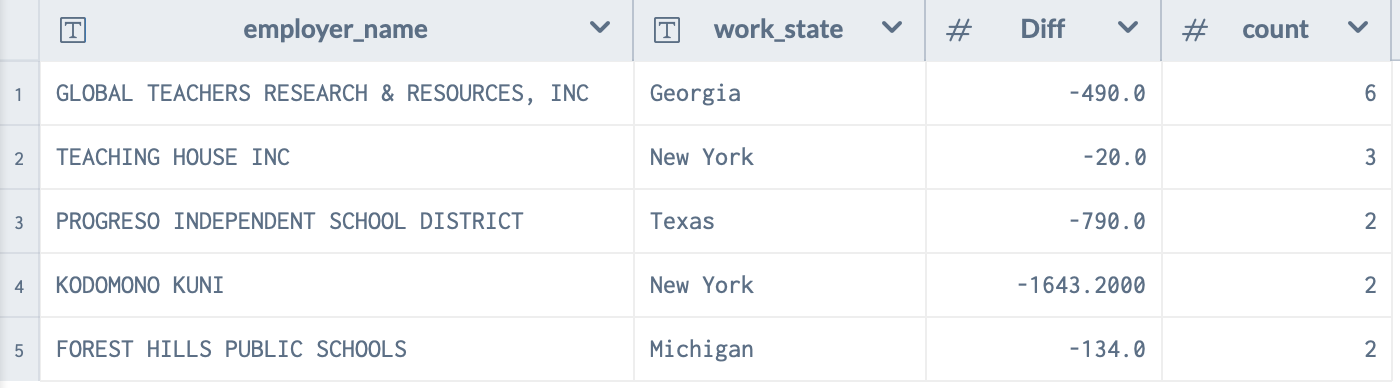 employer_name work_state # Diff # count
1 GLOBAL TEACHERS RESEARCH & RESOURCES, INC Georgia -490.0 6
2 TEACHING HOUSE INC New York -20.0 3
3 PROGRESO INDEPENDENT SCHOOL DISTRICT Texas -790.0 2
4 KODOMONO KUNI New York -1643.2000 2
5 FOREST HILLS PUBLIC SCHOOLS Michigan -134.0 2